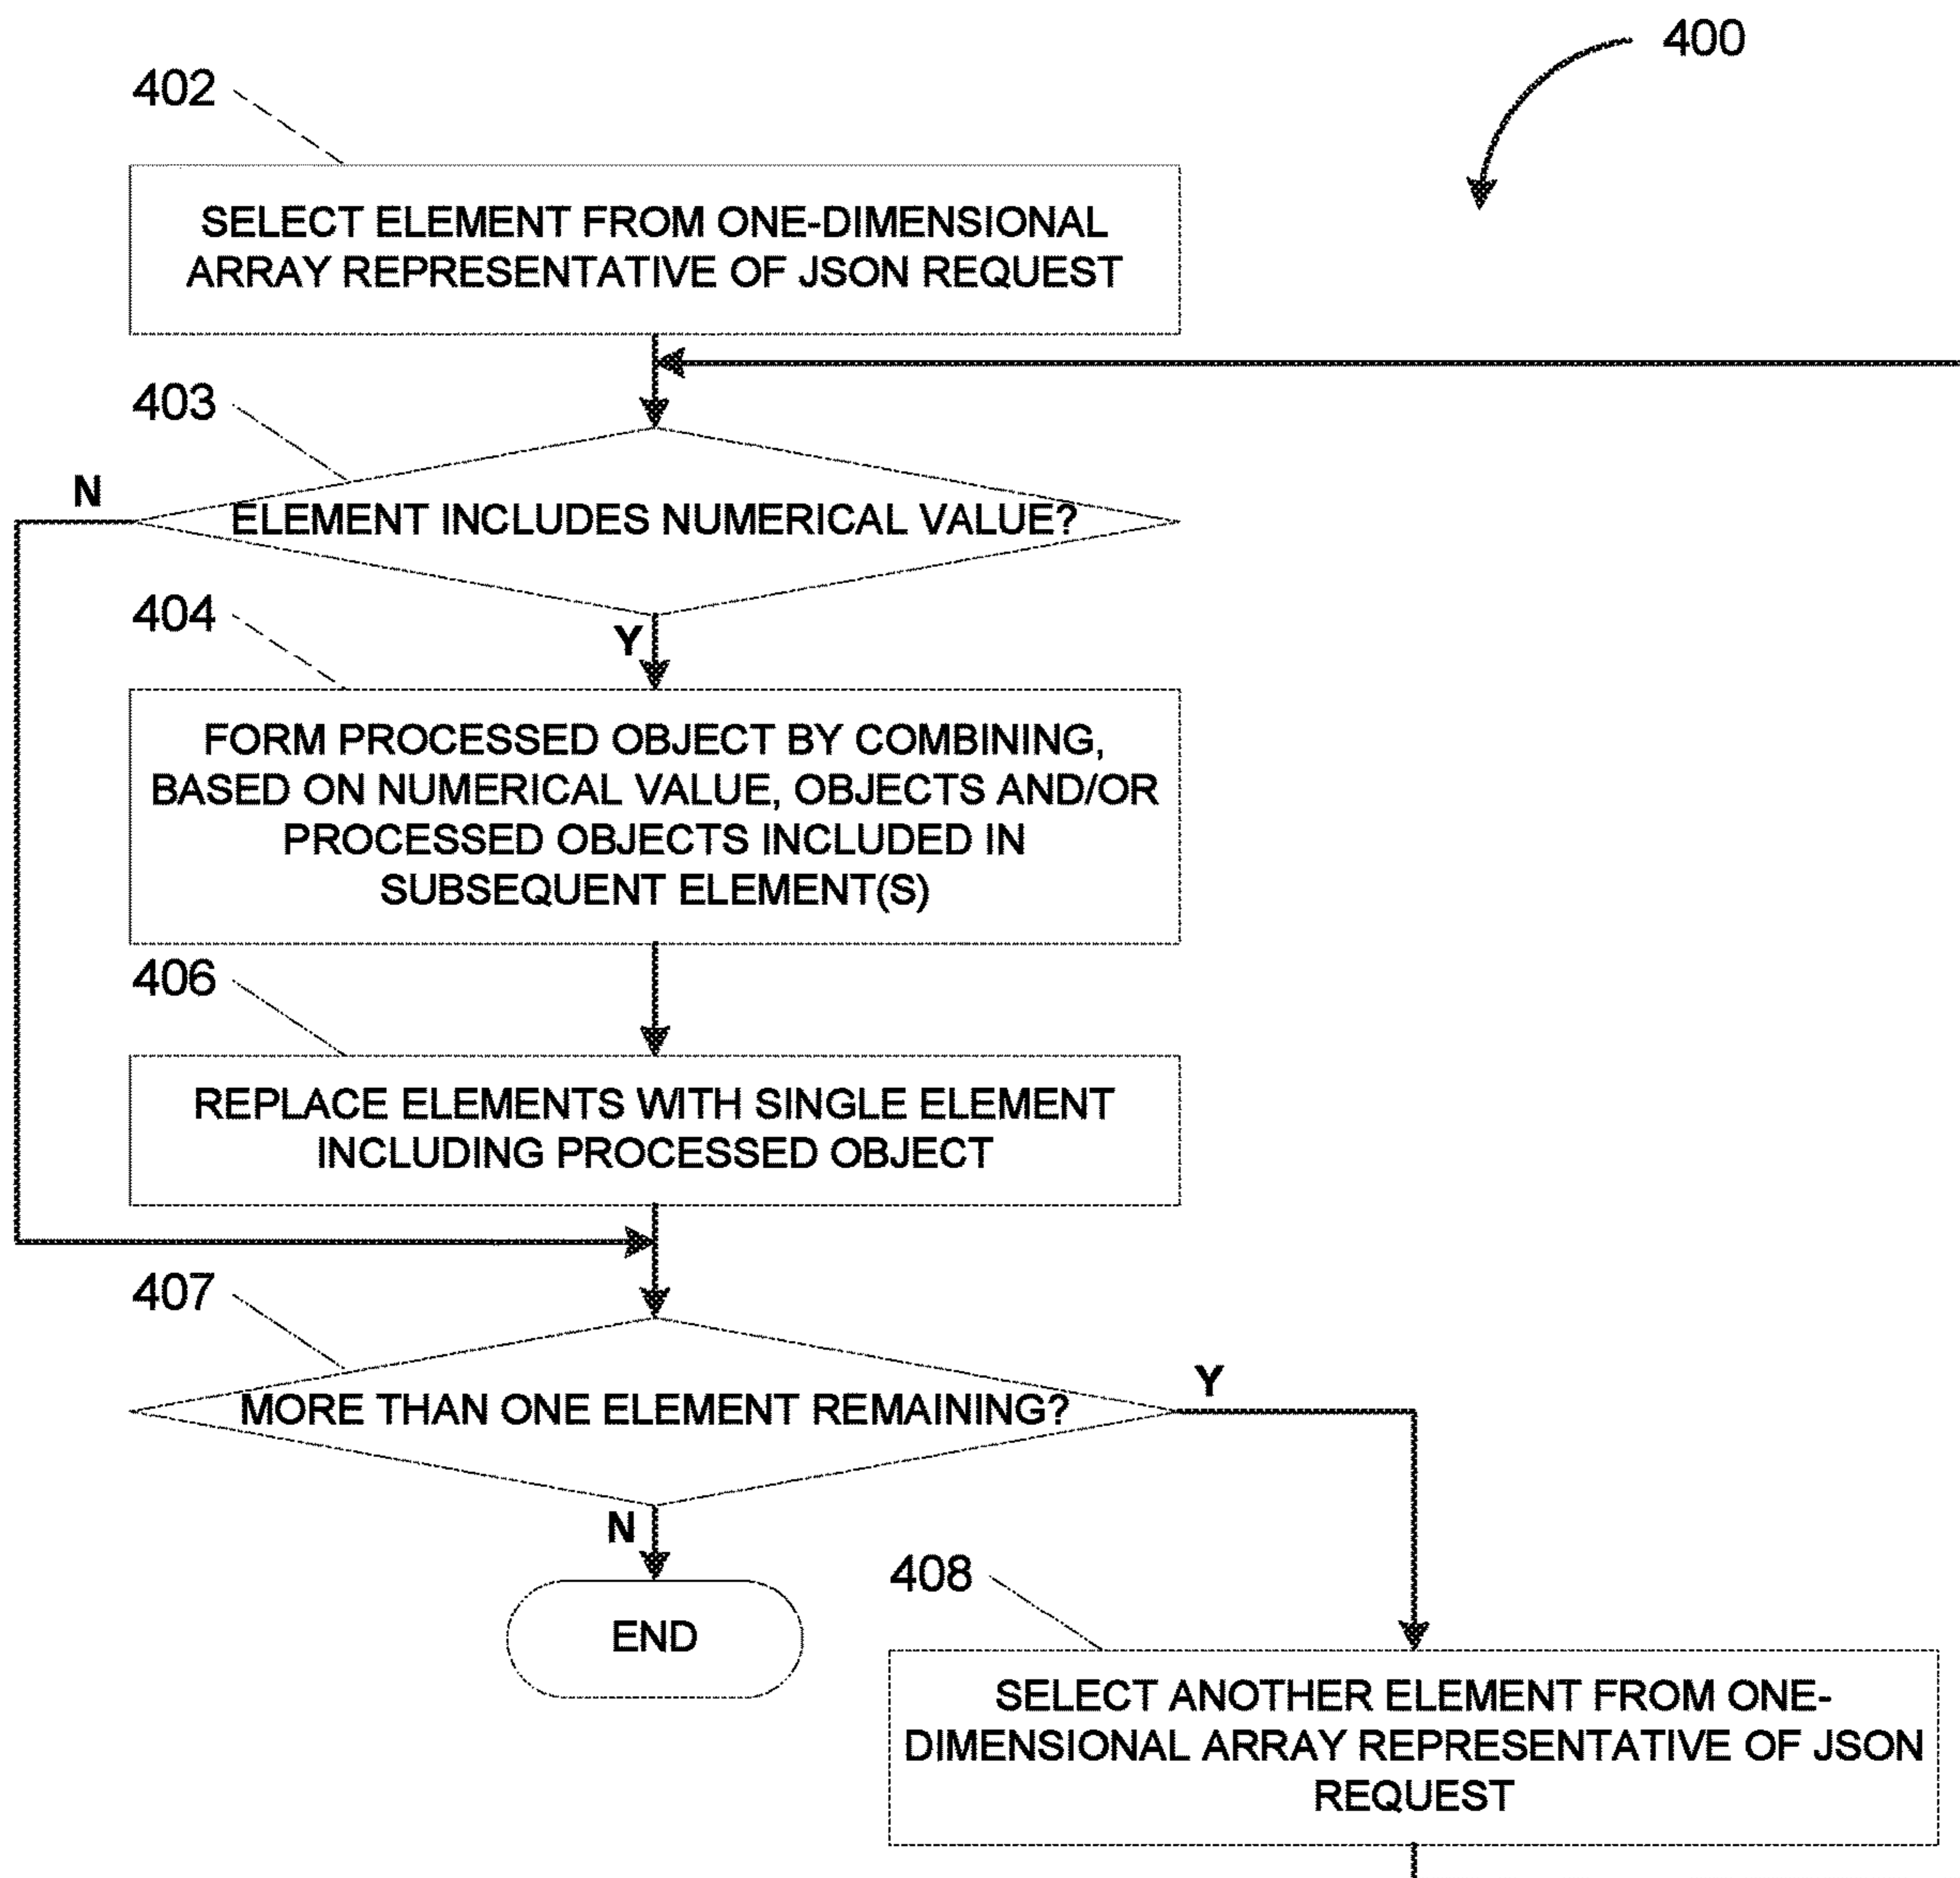 400
402
SELECT ELEMENT FROM ONE-DIMENSIONAL
ARRAY REPRESENTATIVE OF JSON REQUEST
403
N
ELEMENT INCLUDES NUMERICAL VALUE?
404
Y
FORM PROCESSED OBJECT BY COMBINING,
BASED ON NUMERICAL VALUE, OBJECTS AND/OR
PROCESSED OBJECTS INCLUDED IN
SUBSEQUENT ELEMENT(S)
406
REPLACE ELEMENTS WITH SINGLE ELEMENT
INCLUDING PROCESSED OBJECT
407
MORE THAN ONE ELEMENT REMAINING?
Y
N
END
408
SELECT ANOTHER ELEMENT FROM ONE-
DIMENSIONAL ARRAY REPRESENTATIVE OF JSON
REQUEST